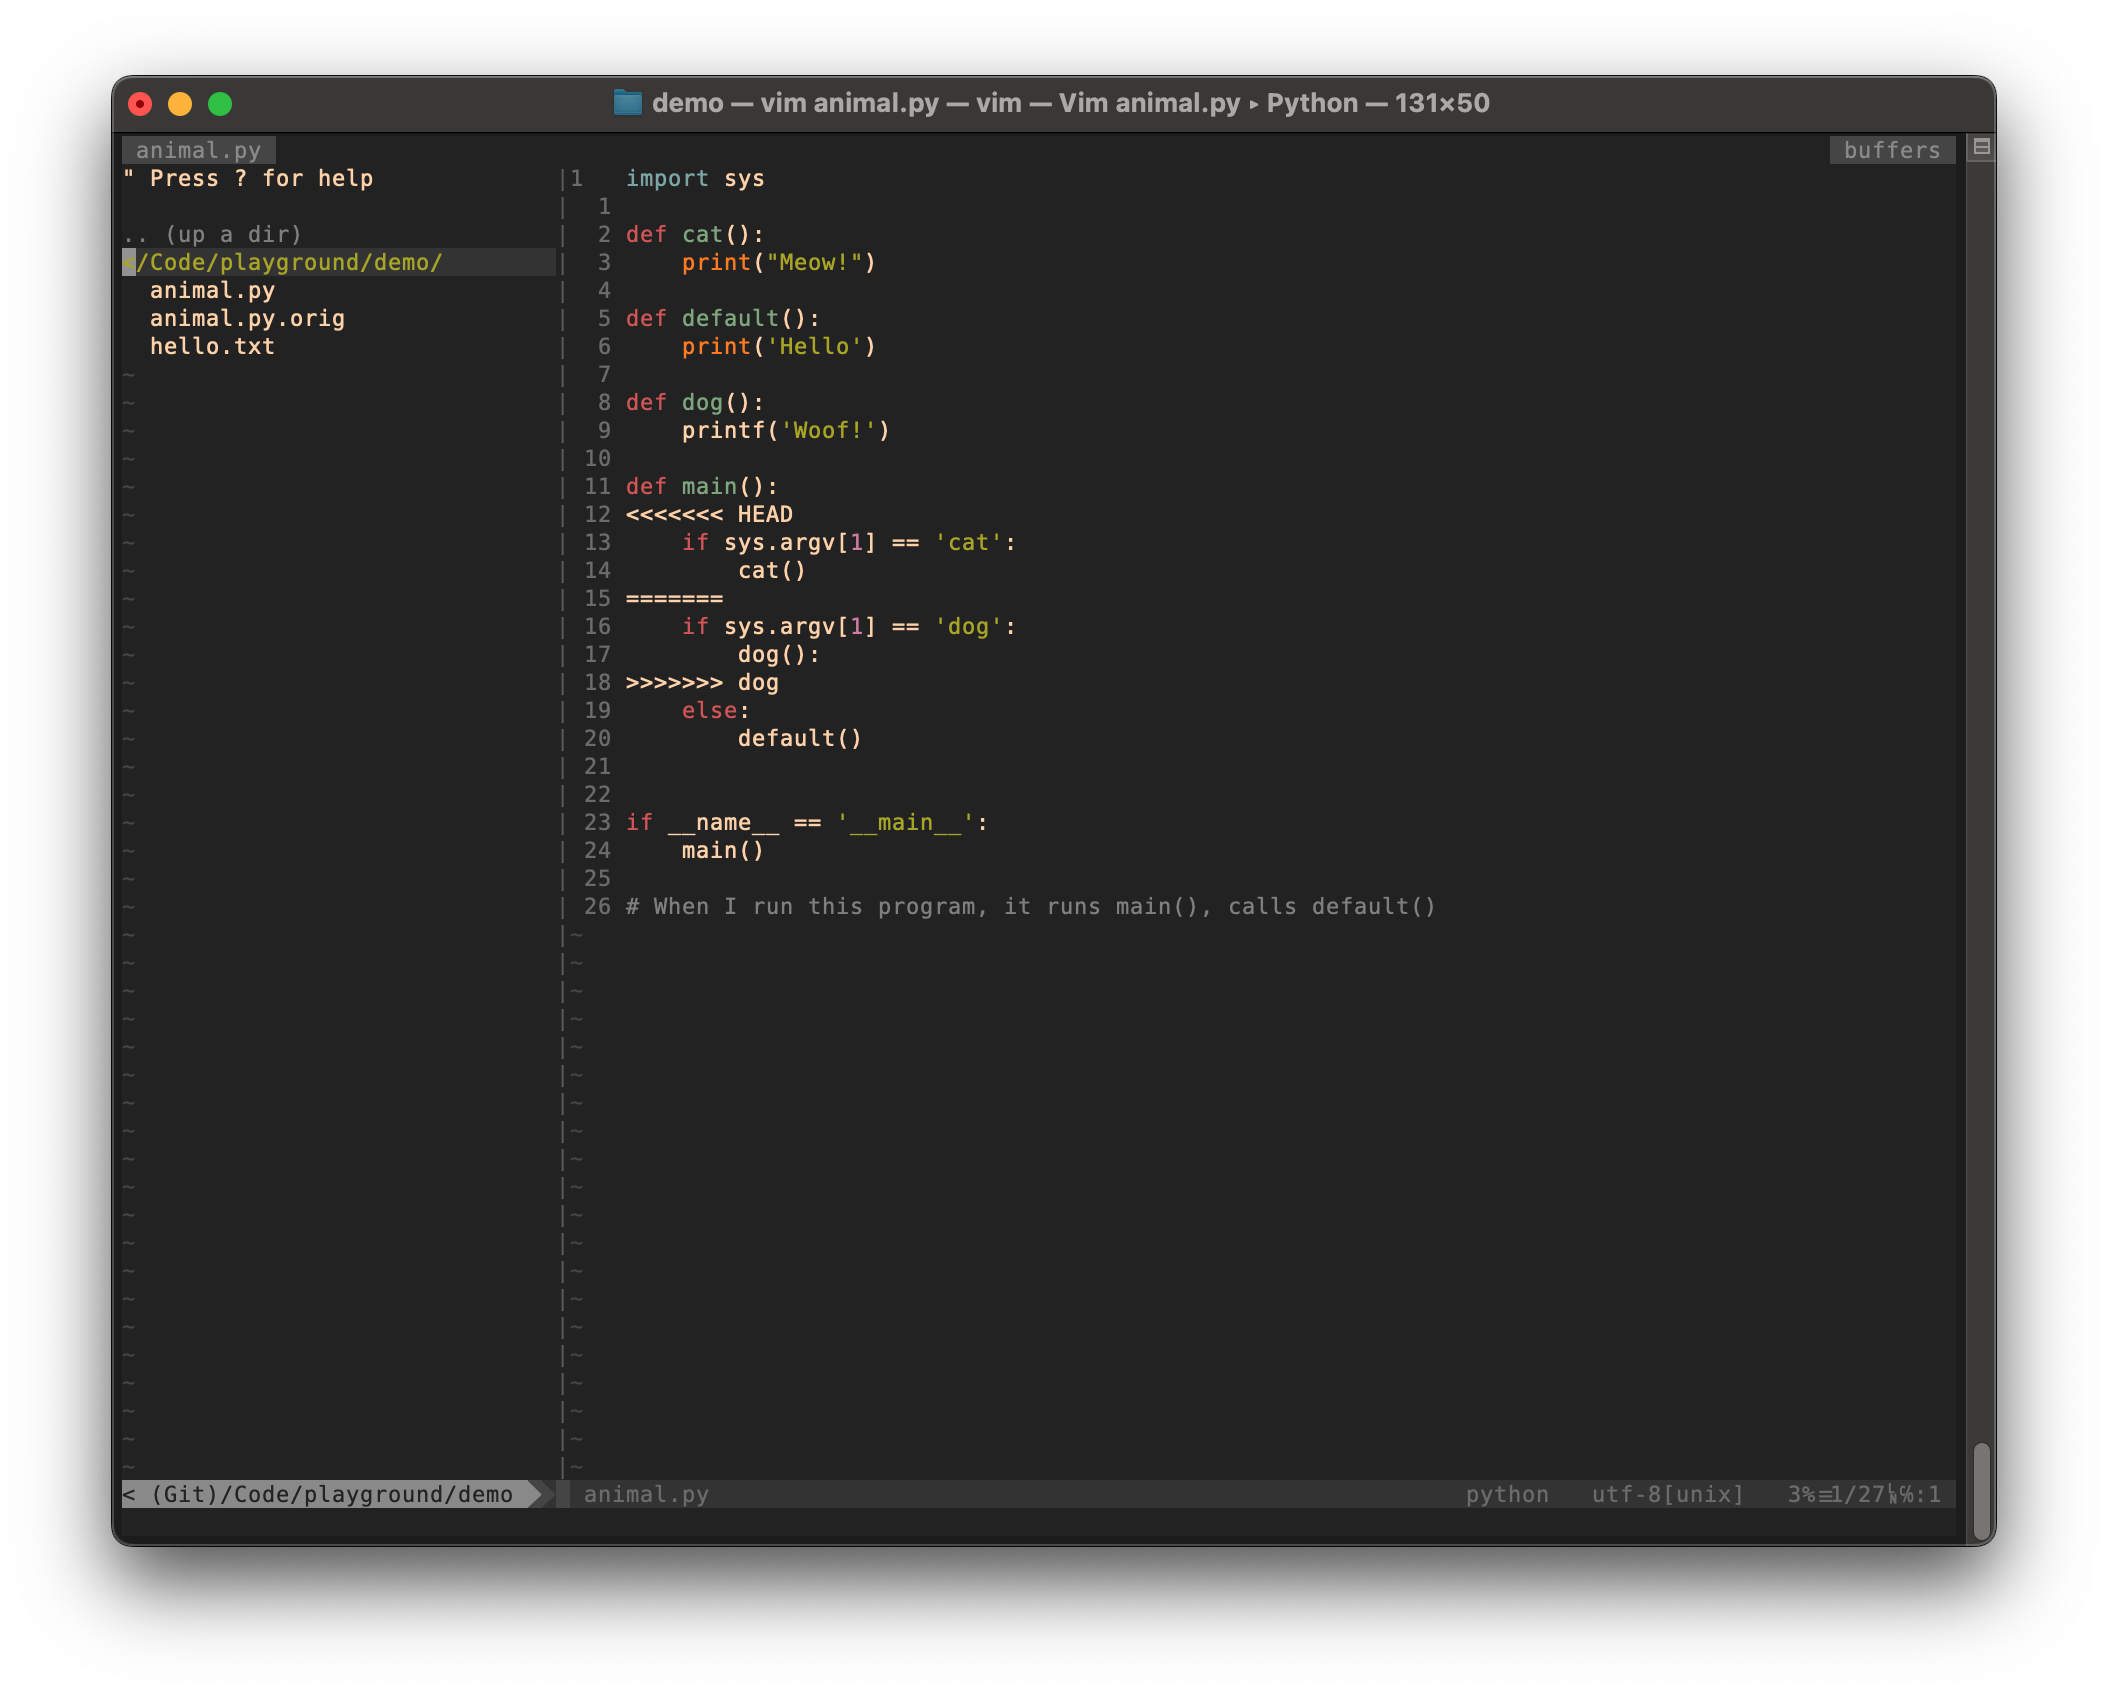 demo — vim animal.py — vim — Vim animal.py ▸ Python — 131×50
animal.py
buffers
" Press ? for help
.. (up a dir)
</Code/playground/demo/
animal.py
animal.py.orig
hello.txt
1 import sys
1
2 def cat():
3 print("Meow!")
4
5 def default():
6 print('Hello')
7
8 def dog():
9 printf('Woof!')
10
11 def main():
12 <<<<<<< HEAD
13 if sys.argv[1] == 'cat':
14 cat()
15 =======
16 if sys.argv[1] == 'dog':
17 dog():
18 >>>>>>> dog
19 else:
20 default()
21
22
23 if __name__ == '__main__':
24 main()
25
26 # When I run this program, it runs main(), calls default()
< (Git)/Code/playground/demo
animal.py
python utf-8[unix] 3%≡1/27␤℅:1